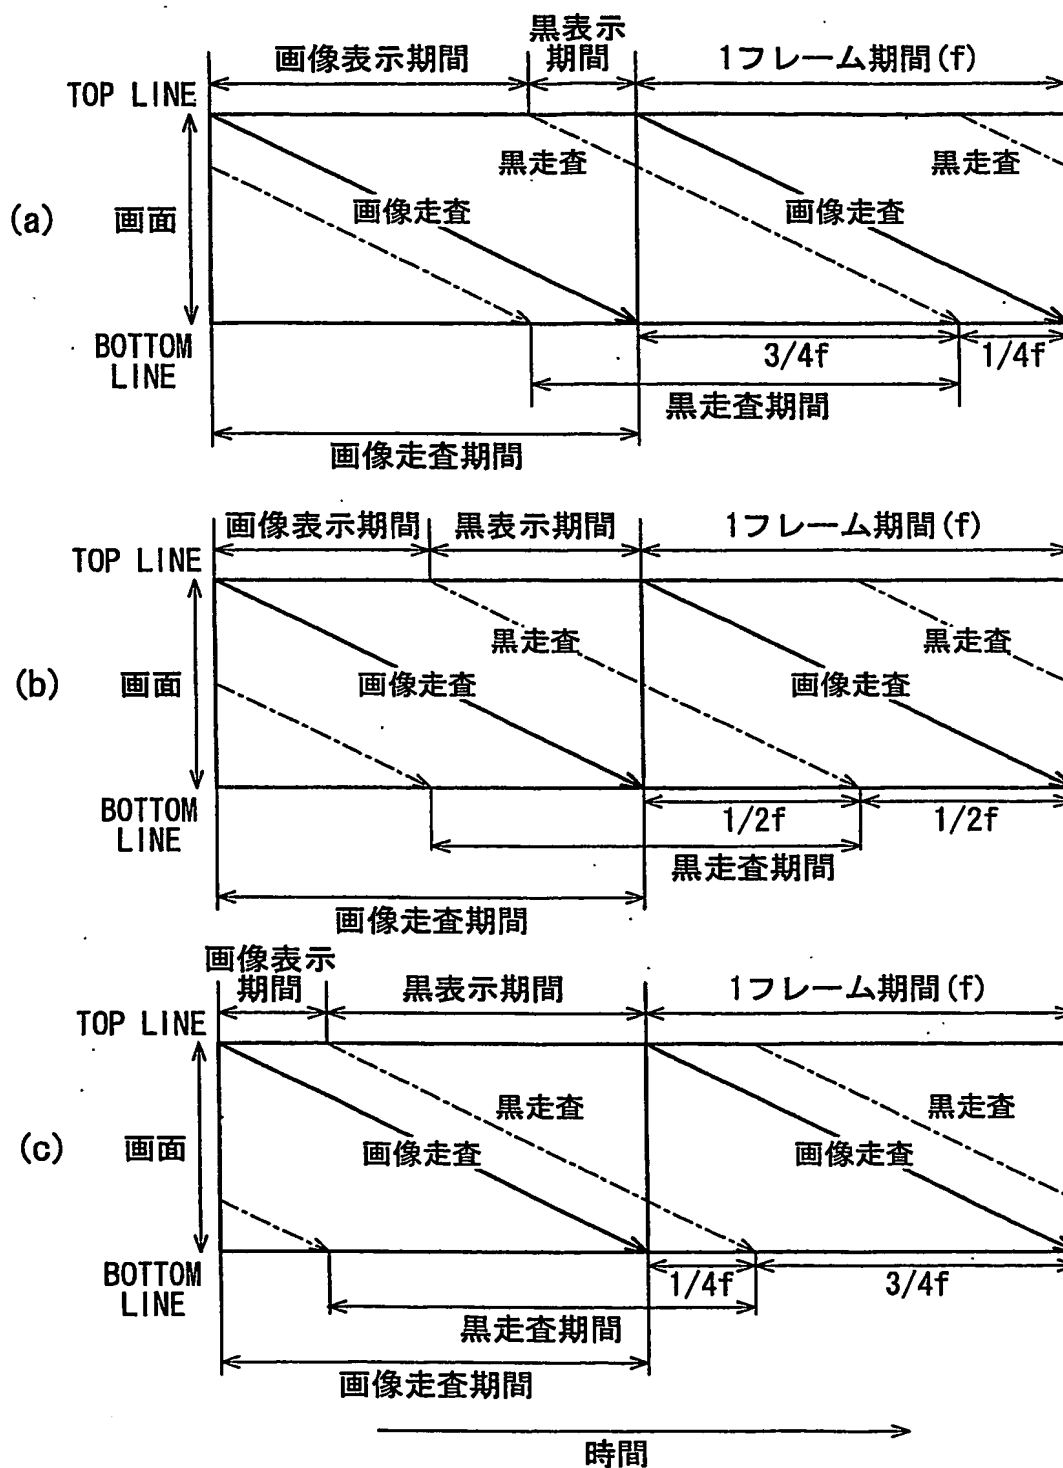 黒表示
画像表示期間
期間
1フレーム期間(f)
TOP LINE
黒走査
黒走査
(a)
画面
画像走査
画像走査
BOTTOM
LINE
3/4f
1/4f
黒走査期間
画像走査期間
画像表示期間
黒表示期間
1フレーム期間(f)
TOP LINE
黒走査
黒走査
(b)
画面
画像走査
画像走査
BOTTOM
LINE
1/2f
1/2f
黒走査期間
画像走査期間
画像表示
期間
黒表示期間
1フレーム期間(f)
TOP LINE
黒走査
黒走査
(c)
画面
画像走査
画像走査
BOTTOM
LINE
1/4f
3/4f
黒走査期間
画像走査期間
時間